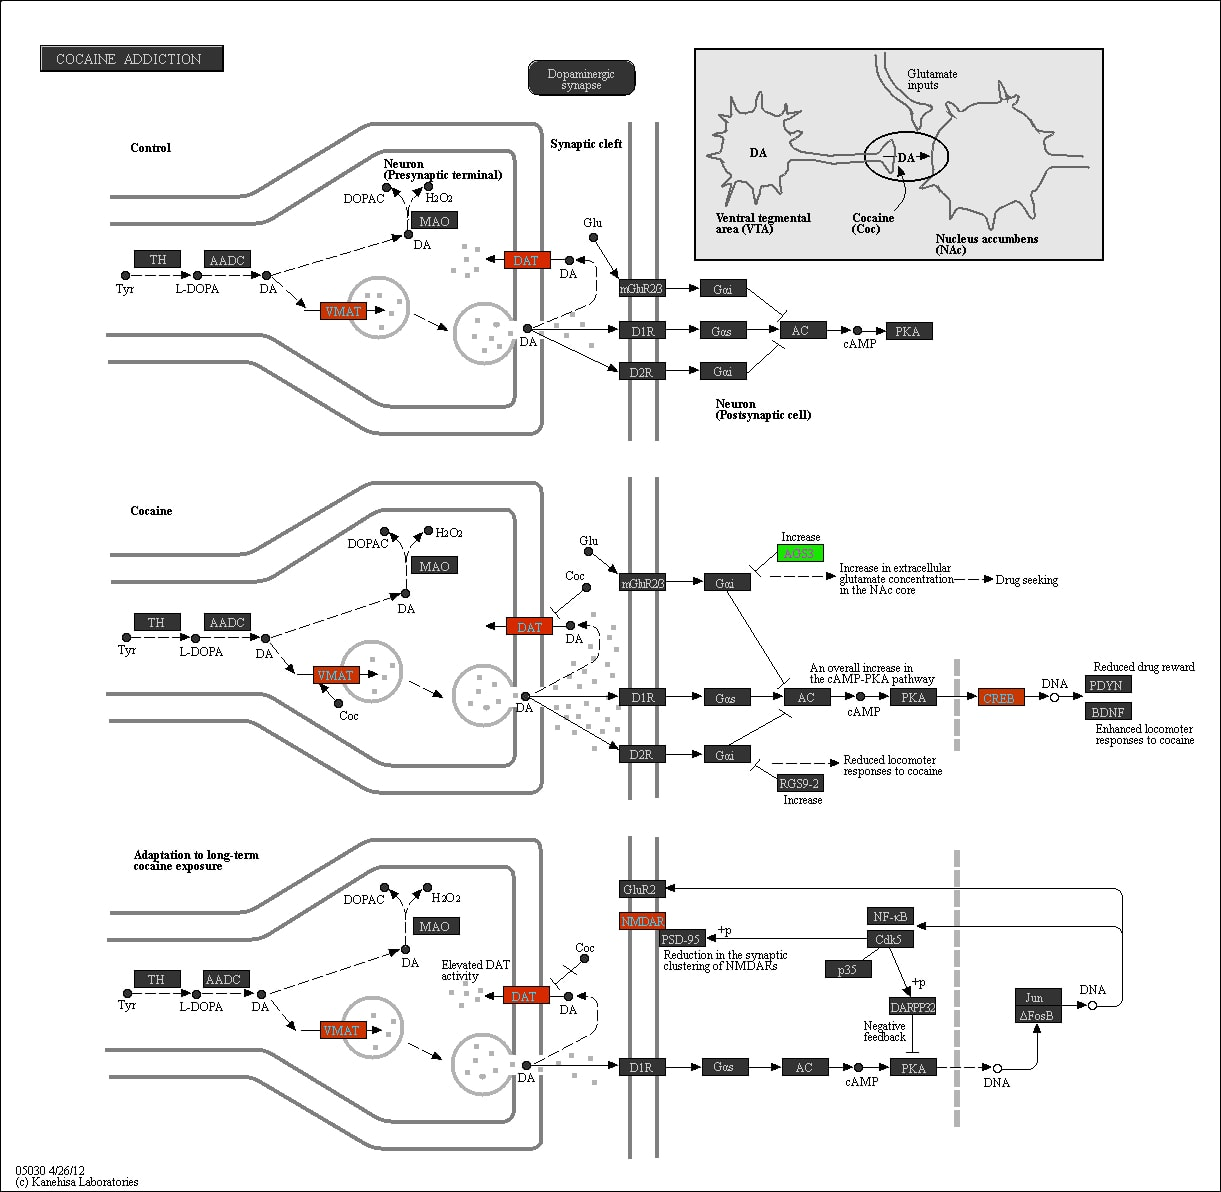 COCAINE ADDICTION
Dopaminergic
synapse
Glutamate
inputs
DA
DA
Ventral tegmental
area (VTA)
Cocaine
(Coc)
Nucleus accumbens
(NAc)
Control
Synaptic cleft
Neuron
(Presynaptic terminal)
DOPAC
H2O2
MAO
DA
TH
AADC
Tyr
L-DOPA
DA
VMAT
DAT
DA
DA
Glu
mGluR2/3
Gαi
D1R
Gαs
AC
cAMP
PKA
D2R
Gαi
Neuron
(Postsynaptic cell)
Cocaine
DOPAC
H2O2
MAO
DA
TH
AADC
Tyr
L-DOPA
DA
VMAT
Coc
Glu
Coc
DAT
DA
DA
mGluR2/3
Gαi
Increase
AGS3
Increase in extracellular
glutamate concentration
in the NAc core
Drug seeking
An overall increase in
the cAMP-PKA pathway
D1R
Gαs
AC
cAMP
PKA
CREB
DNA
Reduced drug reward
PDYN
BDNF
Enhanced locomoter
responses to cocaine
D2R
Gαi
Reduced locomoter
responses to cocaine
RGS9-2
Increase
Adaptation to long-term
cocaine exposure
DOPAC
H2O2
MAO
DA
TH
AADC
Tyr
L-DOPA
DA
VMAT
Elevated DAT
activity
Coc
DAT
DA
DA
GluR2
NMDAR
PSD-95
+p
Reduction in the synaptic
clustering of NMDARs
NF-κB
Cdk5
p35
+p
DARPP32
Negative
feedback
D1R
Gαs
AC
cAMP
PKA
DNA
Jun
ΔFosB
DNA
05030 4/26/12
(c) Kanehisa Laboratories